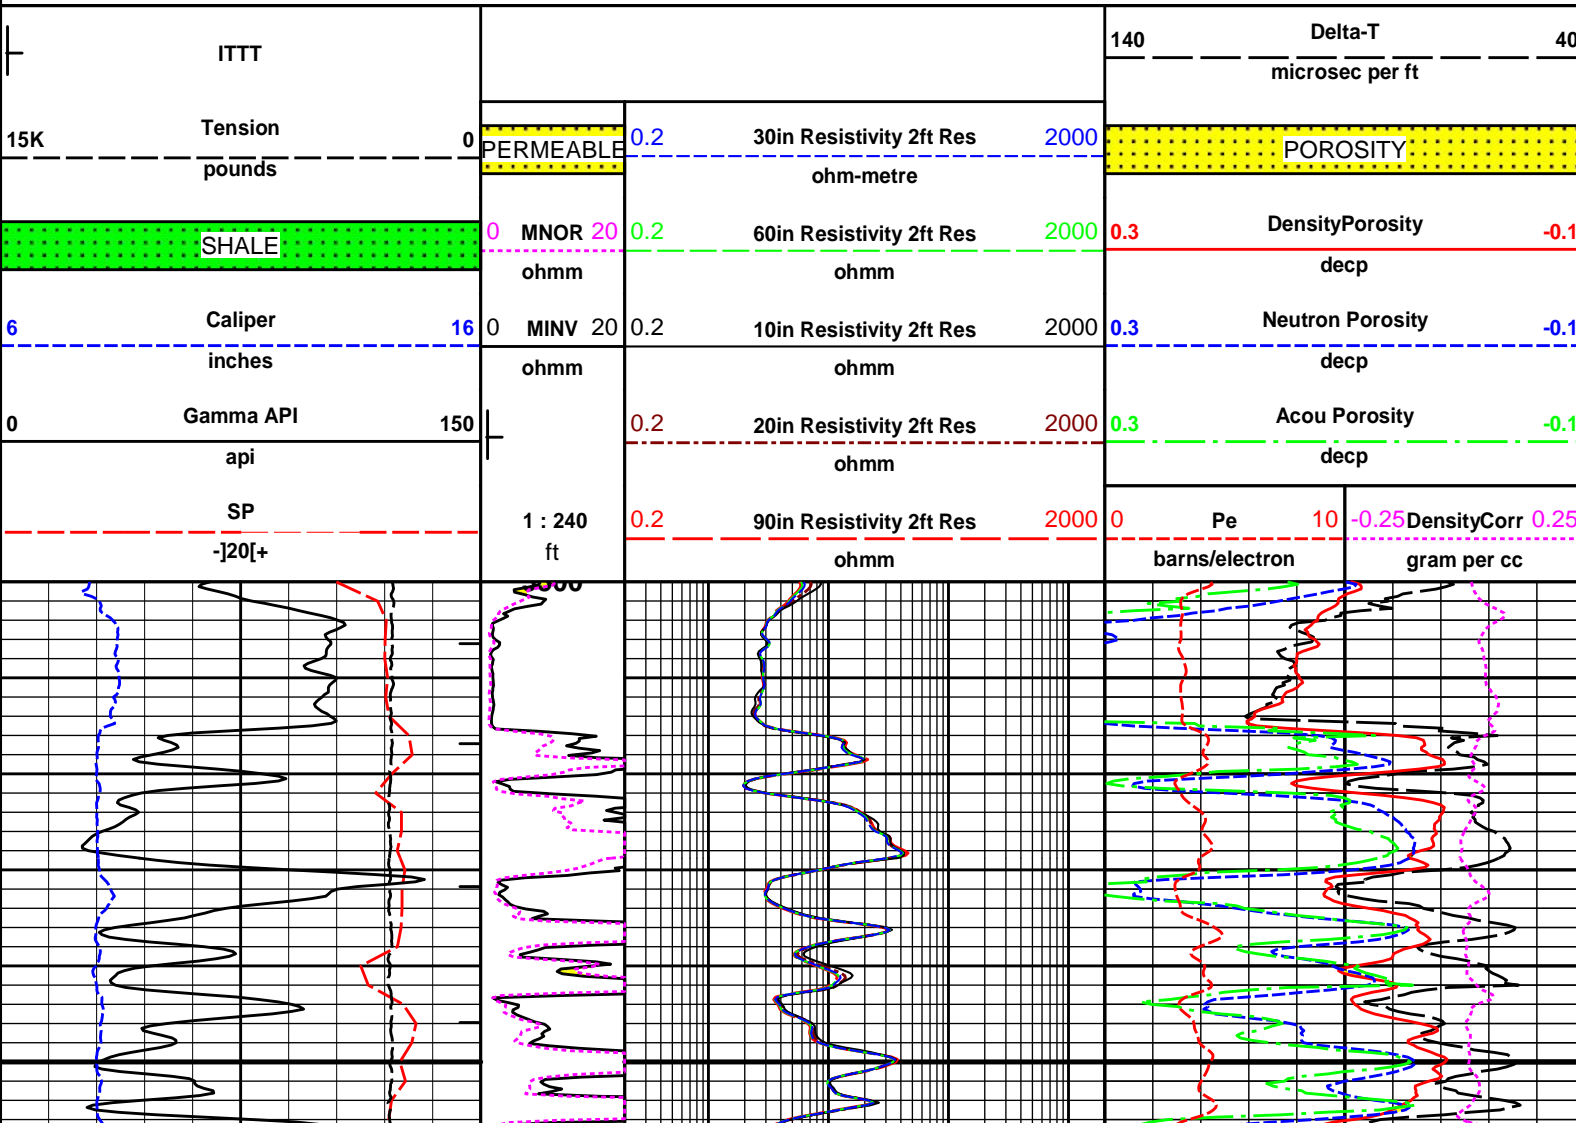 ITTT
Tension
15K 0
pounds
SHALE
Caliper
6 16
inches
Gamma API
0 150
api
SP
-]20[+
PERMEABLE
0 MNOR 20
ohmm
0 MINV 20
ohmm
1 : 240
ft
0.2 30in Resistivity 2ft Res 2000
ohm-metre
0.2 60in Resistivity 2ft Res 2000
ohmm
0.2 10in Resistivity 2ft Res 2000
ohmm
0.2 20in Resistivity 2ft Res 2000
ohmm
0.2 90in Resistivity 2ft Res 2000
ohmm
Delta-T
140 40
microsec per ft
POROSITY
DensityPorosity
0.3 -0.1
decp
Neutron Porosity
0.3 -0.1
decp
Acou Porosity
0.3 -0.1
decp
0 Pe 10
barns/electron
-0.25 DensityCorr 0.25
gram per cc